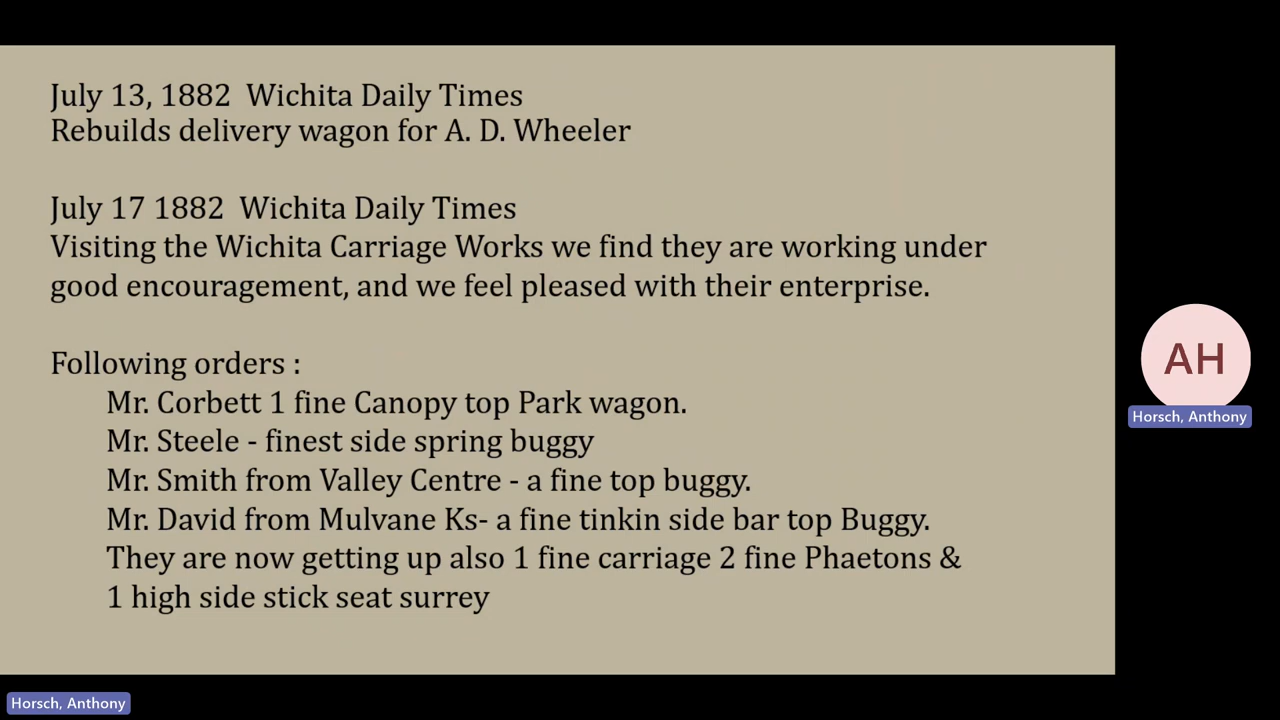 July 13, 1882  Wichita Daily Times
Rebuilds delivery wagon for A. D. Wheeler
July 17 1882  Wichita Daily Times
Visiting the Wichita Carriage Works we find they are working under
good encouragement, and we feel pleased with their enterprise.
Following orders :
Mr. Corbett 1 fine Canopy top Park wagon.
Mr. Steele - finest side spring buggy
Mr. Smith from Valley Centre - a fine top buggy.
Mr. David from Mulvane Ks- a fine tinkin side bar top Buggy.
They are now getting up also 1 fine carriage 2 fine Phaetons &
1 high side stick seat surrey
AH
Horsch, Anthony
Horsch, Anthony